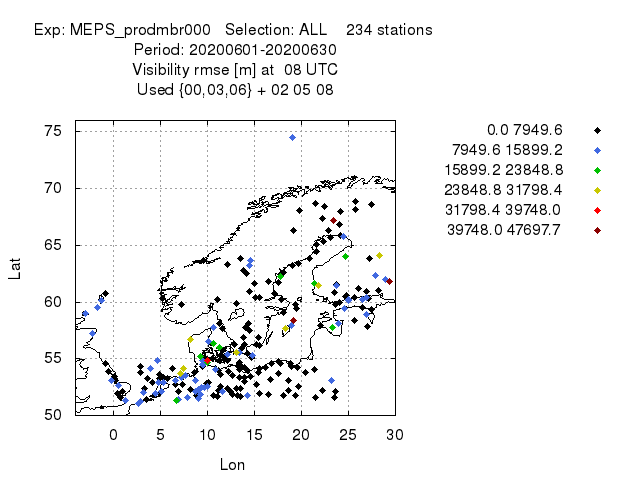 Exp: MEPS_prodmbr000 Selection: ALL 234 stations
Period: 20200601-20200630
Visibility rmse [m] at 08 UTC
Used {00,03,06} + 02 05 08
0.0 7949.6
7949.6 15899.2
15899.2 23848.8
23848.8 31798.4
31798.4 39748.0
39748.0 47697.7
Lat
75
70
65
60
55
50
0 5 10 15 20 25 30
Lon